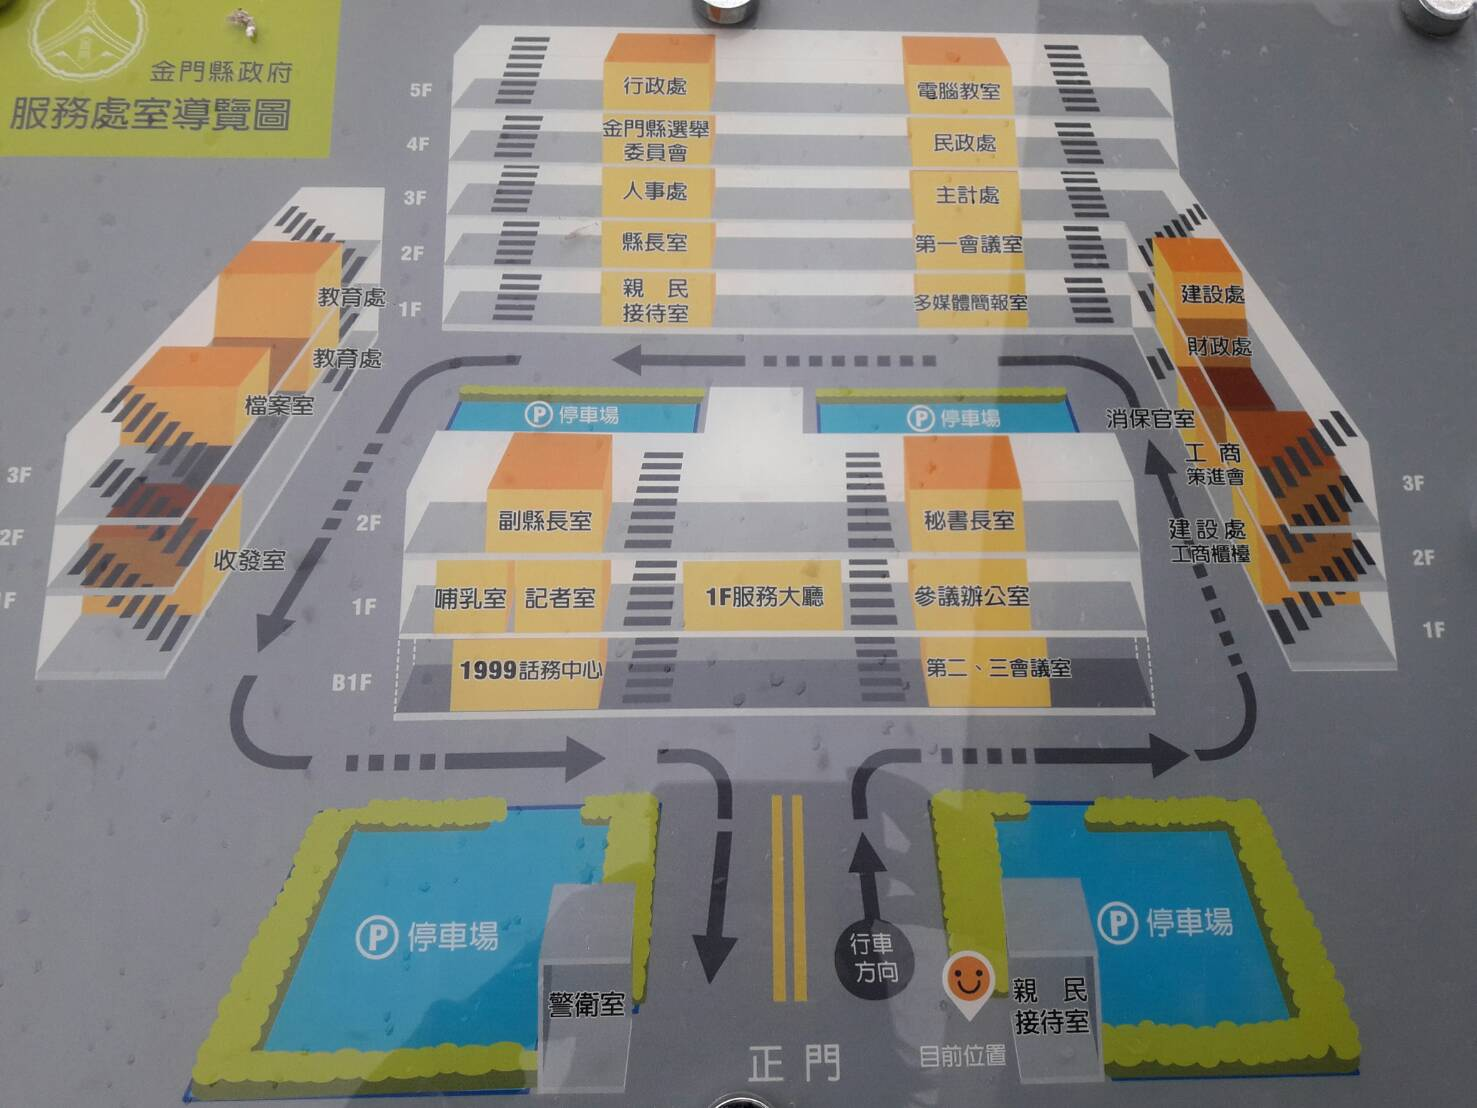 金門縣政府
服務處室導覽圖
5F
行政處
電腦教室
4F
金門縣選舉
委員會
民政處
3F
人事處
主計處
2F
縣長室
第一會議室
1F
親 民
接待室
多媒體簡報室
教育處
教育處
檔案室
收發室
3F
2F
1F
建設處
財政處
消保官室
工 商
策進會
建設處
工商櫃檯
3F
2F
1F
P 停車場
P 停車場
2F
副縣長室
秘書長室
1F
哺乳室
記者室
1F服務大廳
參議辦公室
B1F
1999話務中心
第二、三會議室
P 停車場
P 停車場
行車
方向
警衛室
親 民
接待室
正門
目前位置